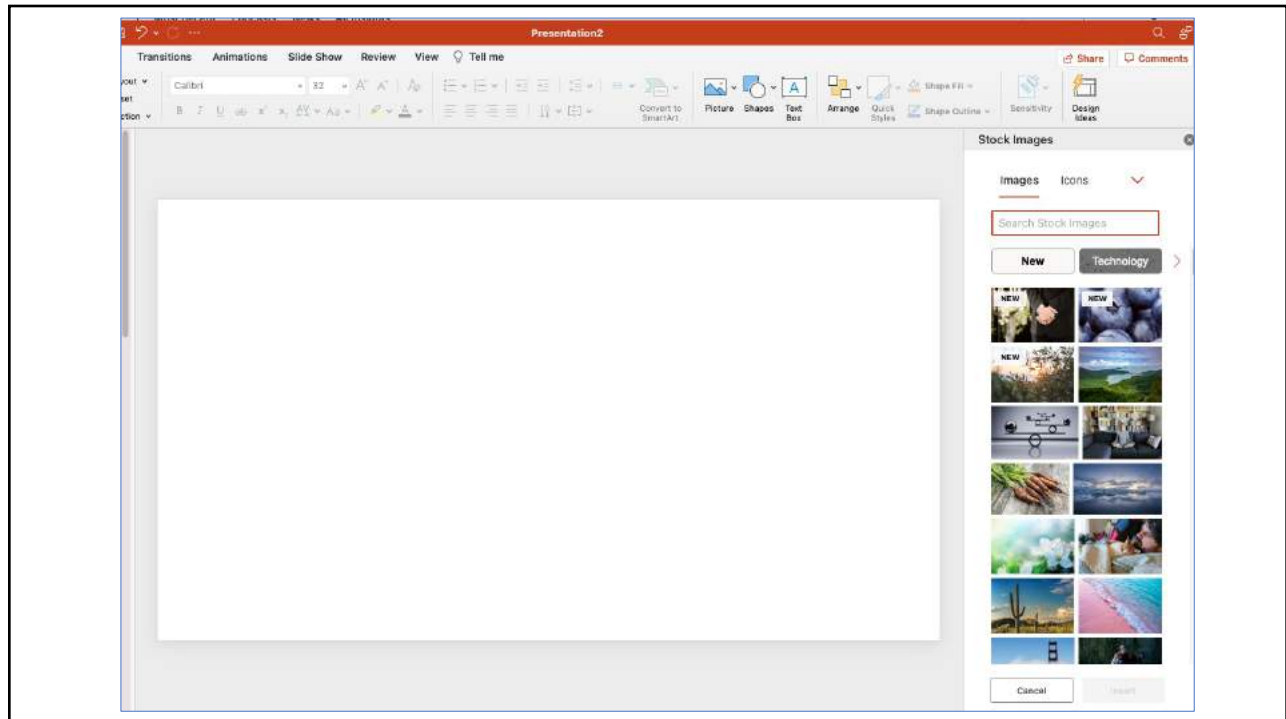 Presentation2
Transitions Animations Slide Show Review View Tell me
Share Comments
Calibri 32
Convert to SmartArt
Picture Shapes Text Box
Arrange Quick Styles
Shape Fill
Shape Outline
Sensitivity
Design Ideas
B I U ab
Stock Images
Images Icons
Search Stock Images
New Technology
NEW NEW
NEW
Cancel Insert